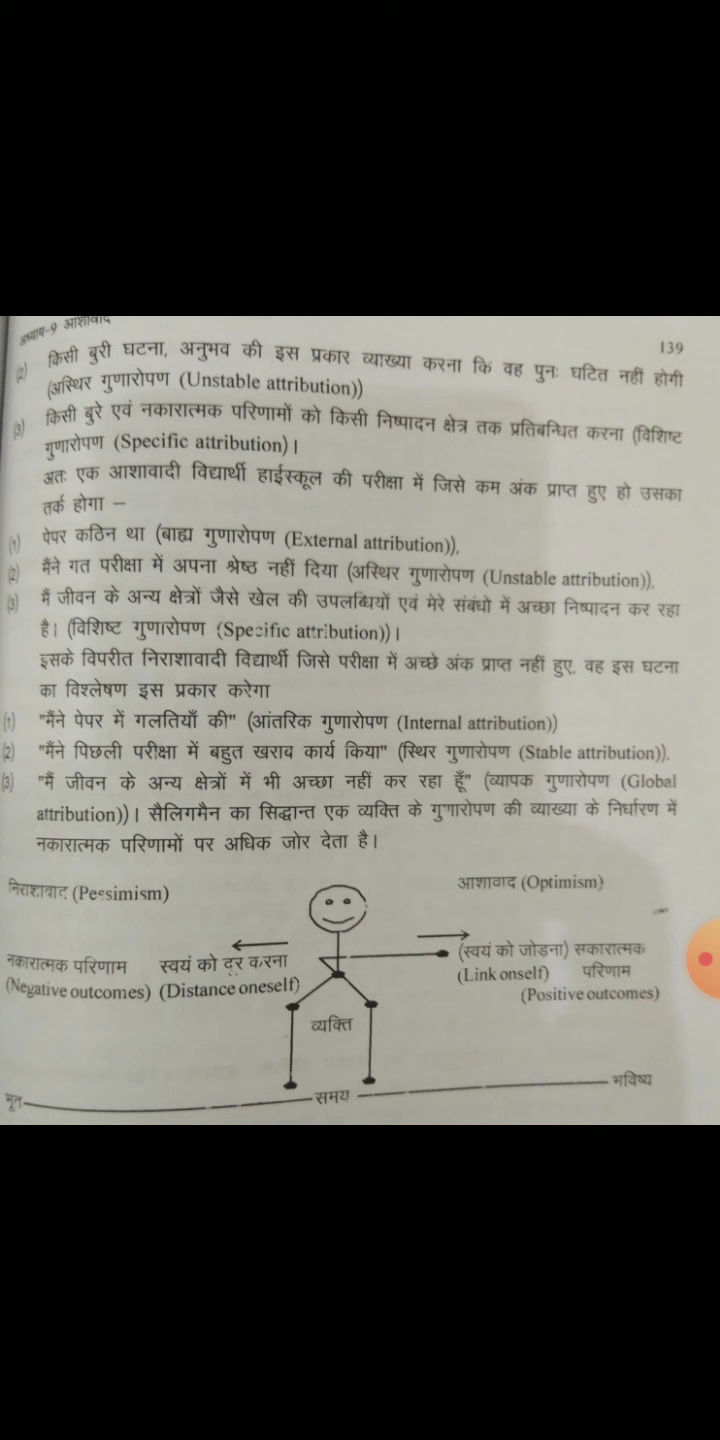 अध्याय-9 आशावाद
139
(2) किसी बुरी घटना, अनुभव की इस प्रकार व्याख्या करना कि वह पुनः घटित नहीं होगी
(अस्थिर गुणारोपण (Unstable attribution))
(3) किसी बुरे एवं नकारात्मक परिणामों को किसी निष्पादन क्षेत्र तक प्रतिबन्धित करना (विशिष्ट
गुणारोपण (Specific attribution)।
अतः एक आशावादी विद्यार्थी हाईस्कूल की परीक्षा में जिसे कम अंक प्राप्त हुए हो उसका
तर्क होगा –
(1) पेपर कठिन था (बाह्य गुणारोपण (External attribution)),
(2) मैंने गत परीक्षा में अपना श्रेष्ठ नहीं दिया (अस्थिर गुणारोपण (Unstable attribution)),
(3) मैं जीवन के अन्य क्षेत्रों जैसे खेल की उपलब्धियों एवं मेरे संबंधो में अच्छा निष्पादन कर रहा
है। (विशिष्ट गुणारोपण (Specific attribution))।
इसके विपरीत निराशावादी विद्यार्थी जिसे परीक्षा में अच्छे अंक प्राप्त नहीं हुए, वह इस घटना
का विश्लेषण इस प्रकार करेगा
(1) "मैंने पेपर में गलतियाँ की" (आंतरिक गुणारोपण (Internal attribution))
(2) "मैंने पिछली परीक्षा में बहुत खराब कार्य किया" (स्थिर गुणारोपण (Stable attribution)),
(3) "मैं जीवन के अन्य क्षेत्रों में भी अच्छा नहीं कर रहा हूँ" (व्यापक गुणारोपण (Global
attribution))। सैलिगमैन का सिद्धान्त एक व्यक्ति के गुणारोपण की व्याख्या के निर्धारण में
नकारात्मक परिणामों पर अधिक जोर देता है।
निराशावाद (Pessimism)
आशावाद (Optimism)
नकारात्मक परिणाम स्वयं को दूर करना
(स्वयं को जोड़ना) सकारात्मक
(Negative outcomes) (Distance oneself)
(Link onself) परिणाम
(Positive outcomes)
व्यक्ति
भूत
समय
भविष्य